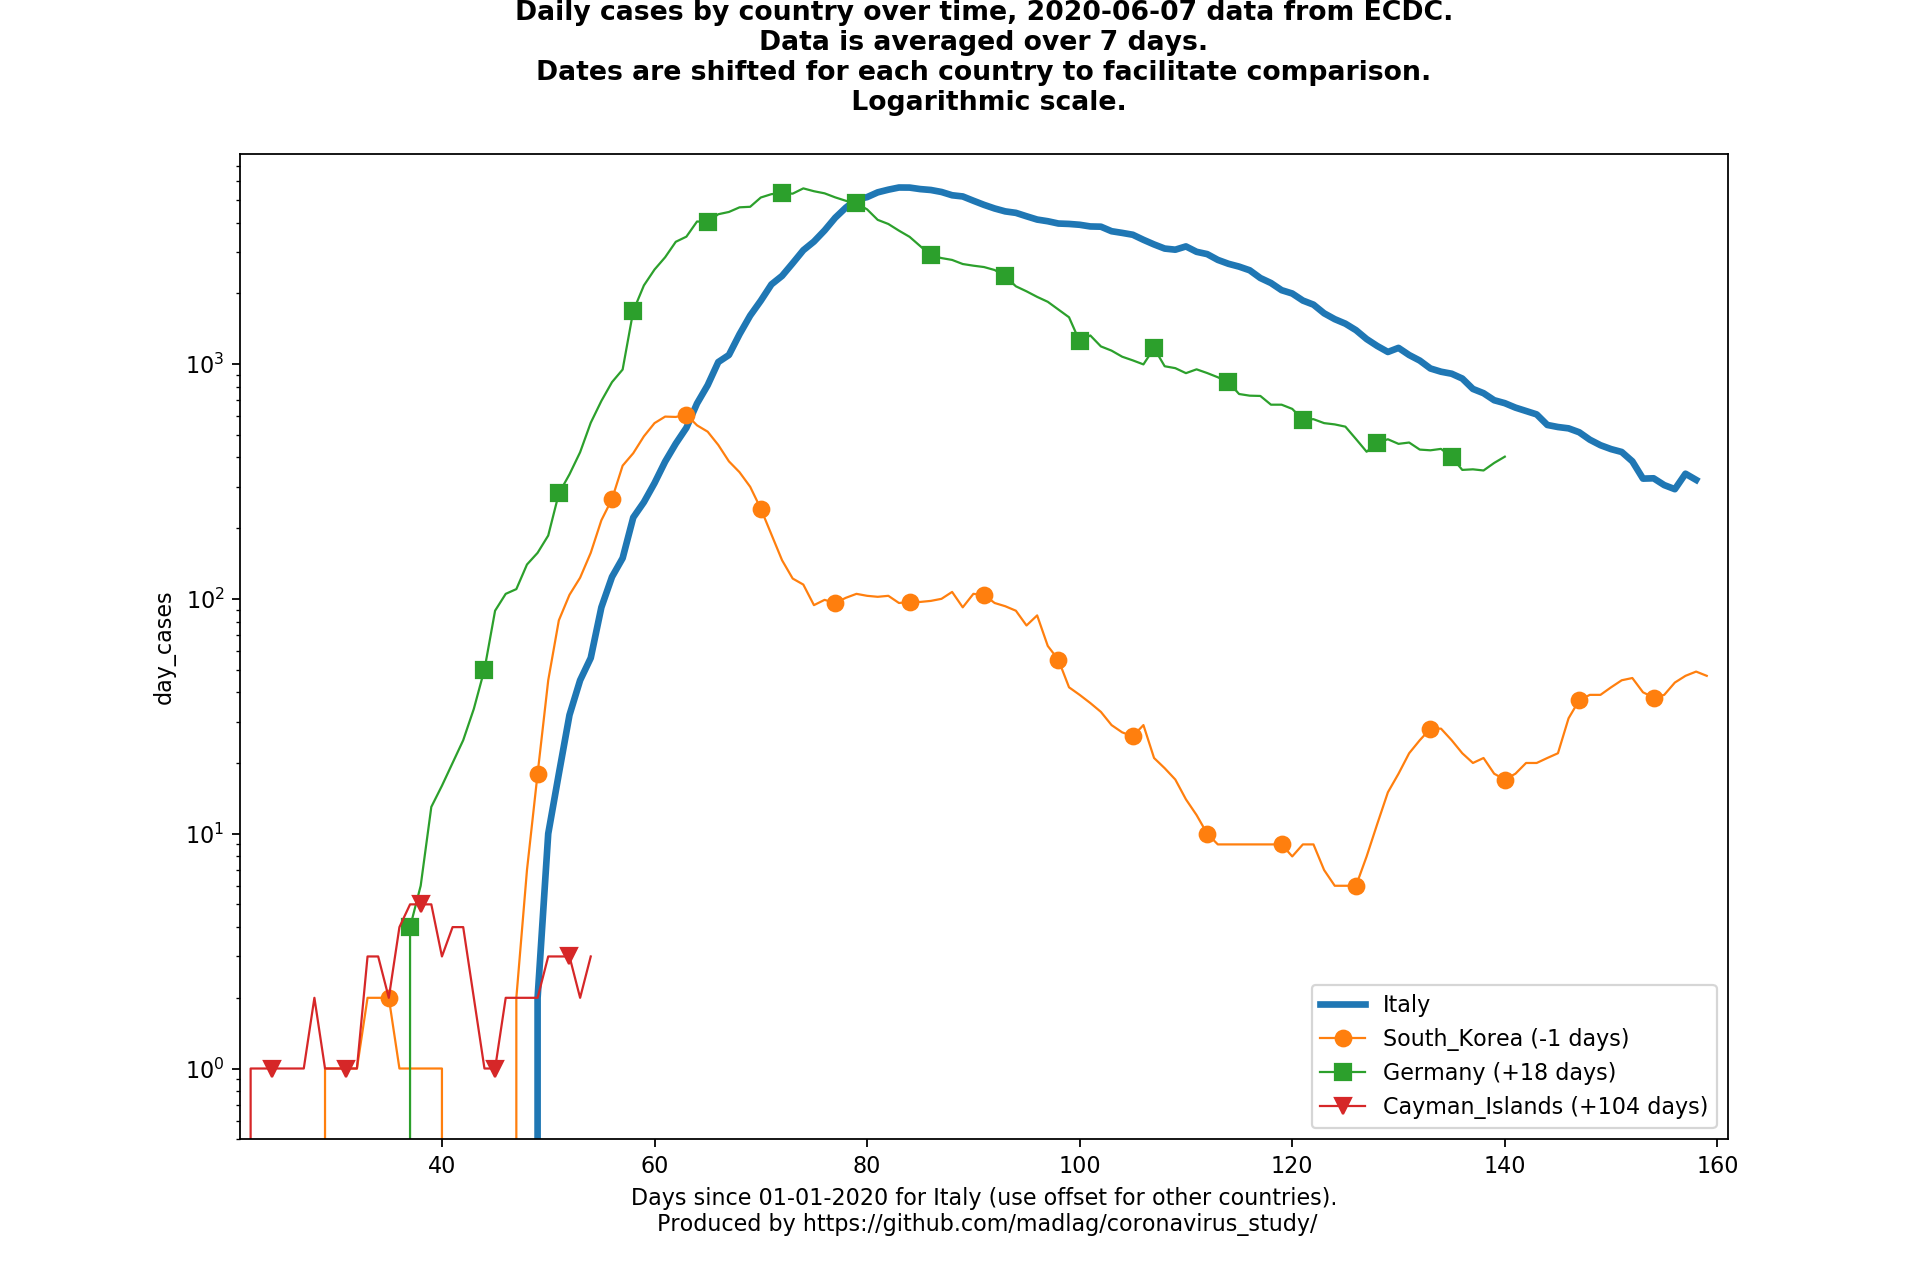 Daily cases by country over time, 2020-06-07 data from ECDC.
Data is averaged over 7 days.
Dates are shifted for each country to facilitate comparison.
Logarithmic scale.
day_cases
10³
10²
10¹
10⁰
Italy
South_Korea (-1 days)
Germany (+18 days)
Cayman_Islands (+104 days)
40 60 80 100 120 140 160
Days since 01-01-2020 for Italy (use offset for other countries).
Produced by https://github.com/madlag/coronavirus_study/